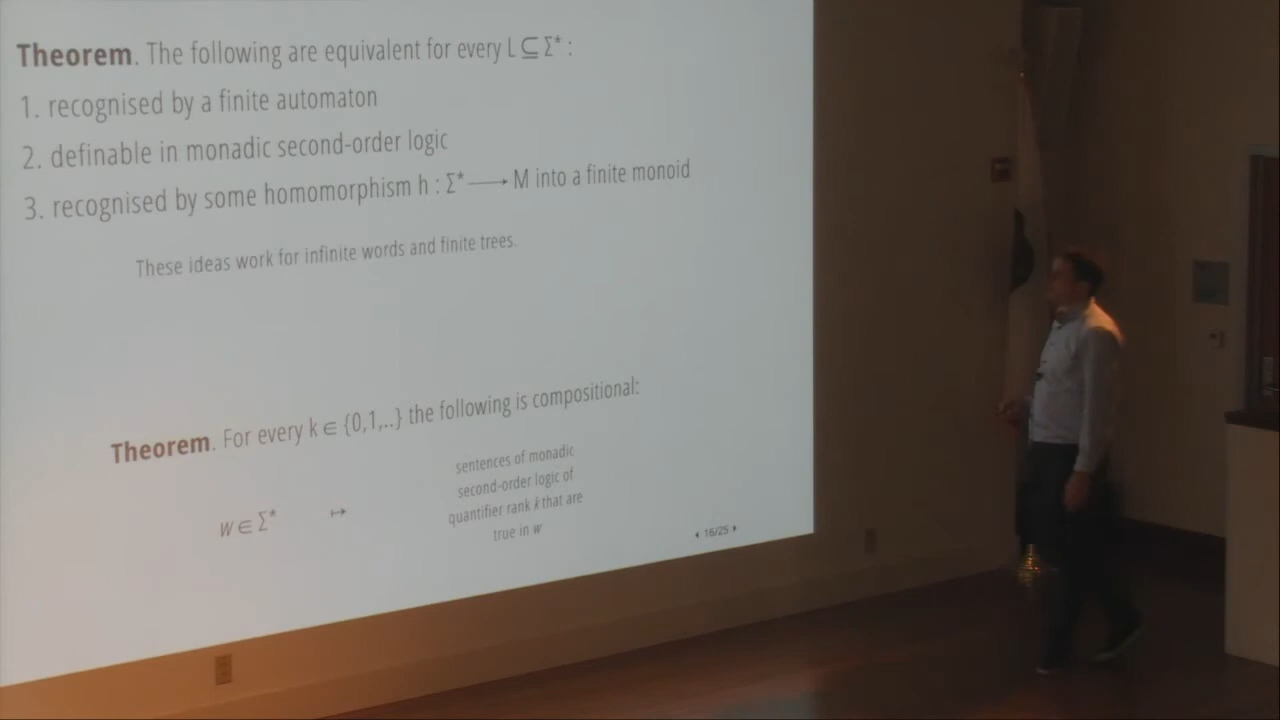 Theorem. The following are equivalent for every L ⊆ Σ* :
1. recognised by a finite automaton
2. definable in monadic second-order logic
3. recognised by some homomorphism h : Σ* ⟶ M into a finite monoid
These ideas work for infinite words and finite trees.
Theorem. For every k ∈ {0,1,..} the following is compositional:
w ∈ Σ* ↦
sentences of monadic
second-order logic of
quantifier rank k that are
true in w
◂ 16/25 ▸